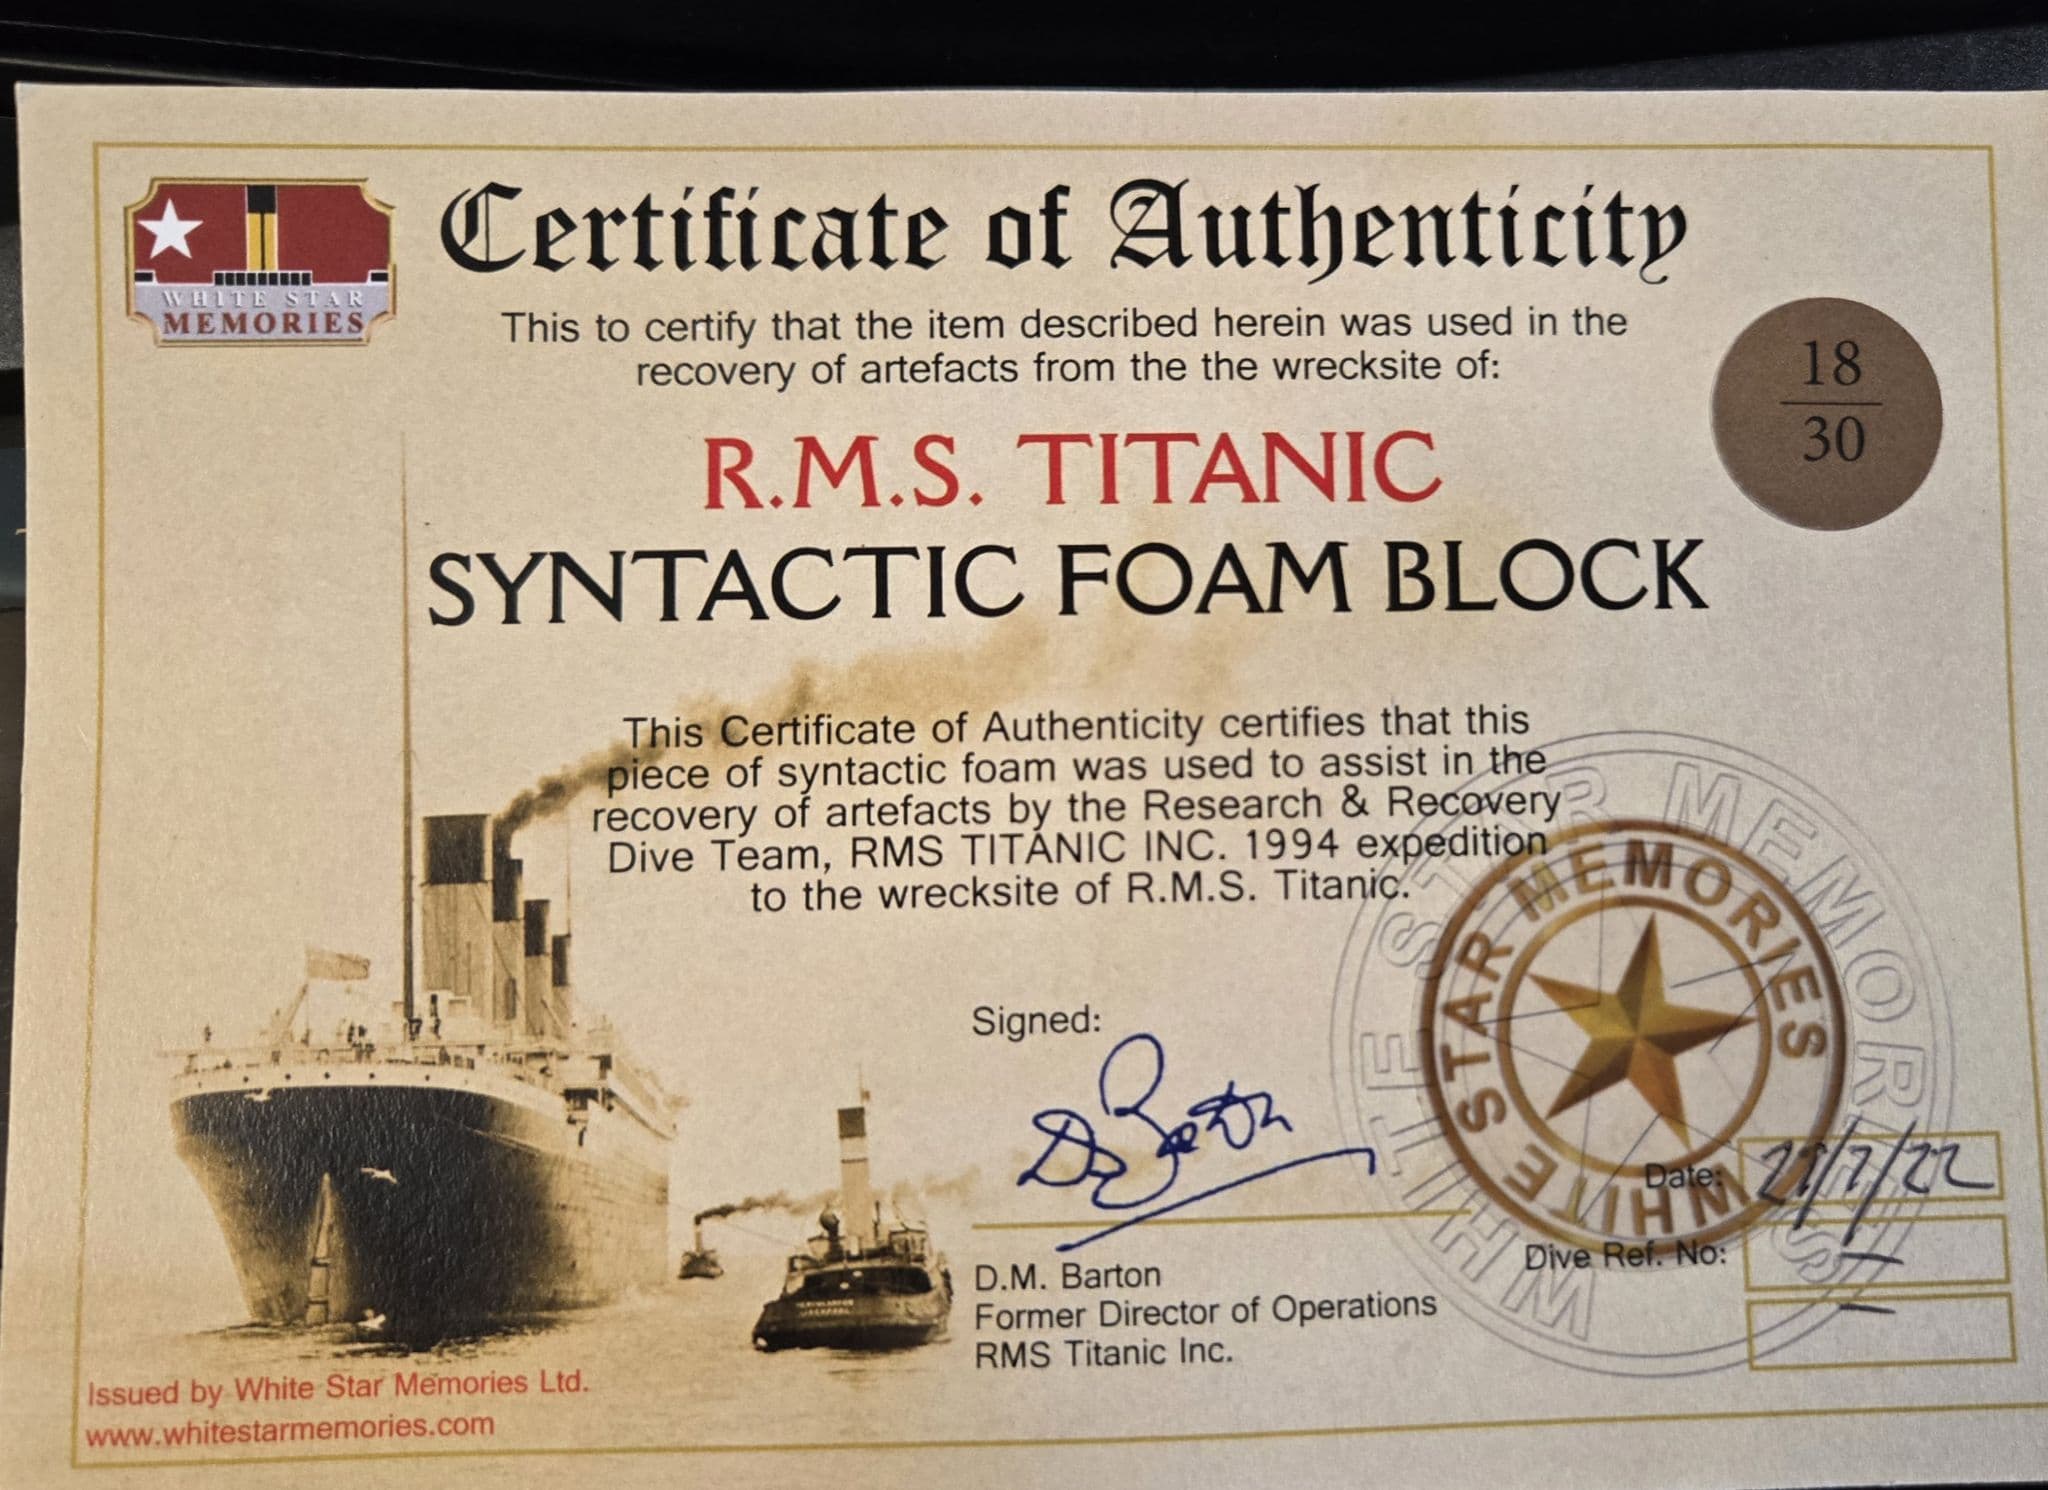 WHITE STAR
MEMORIES
Certificate of Authenticity
This to certify that the item described herein was used in the
recovery of artefacts from the the wrecksite of:
18
30
R.M.S. TITANIC
SYNTACTIC FOAM BLOCK
This Certificate of Authenticity certifies that this
piece of syntactic foam was used to assist in the
recovery of artefacts by the Research & Recovery
Dive Team, RMS TITANIC INC. 1994 expedition
to the wrecksite of R.M.S. Titanic.
WHITE STAR MEMORIES
WHITE STAR MEMORIES
Signed:
D Barton
Date:
Dive Ref. No: —
—
D.M. Barton
Former Director of Operations
RMS Titanic Inc.
Issued by White Star Memories Ltd.
www.whitestarmemories.com